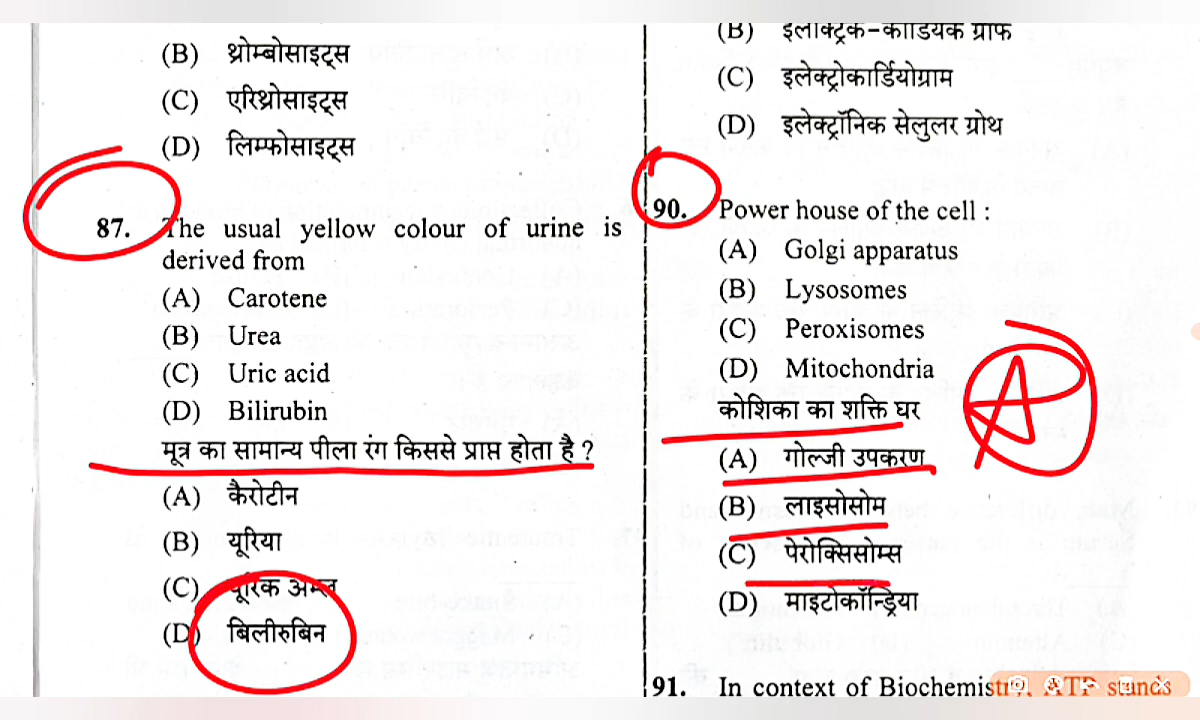 (B) थ्रोम्बोसाइट्स
(C) एरिथ्रोसाइट्स
(D) लिम्फोसाइट्स
87. The usual yellow colour of urine is
derived from
(A) Carotene
(B) Urea
(C) Uric acid
(D) Bilirubin
मूत्र का सामान्य पीला रंग किससे प्राप्त होता है ?
(A) कैरोटीन
(B) यूरिया
(C) यूरिक अम्ल
(D) बिलीरुबिन
(B) इलेक्ट्रिक-कार्डियक ग्राफ
(C) इलेक्ट्रोकार्डियोग्राम
(D) इलेक्ट्रॉनिक सेलुलर ग्रोथ
90. Power house of the cell :
(A) Golgi apparatus
(B) Lysosomes
(C) Peroxisomes
(D) Mitochondria
कोशिका का शक्ति घर
(A) गोल्जी उपकरण
(B) लाइसोसोम
(C) पेरोक्सिसोम्स
(D) माइटोकॉन्ड्रिया
A
91. In context of Biochemistry, ATP stands